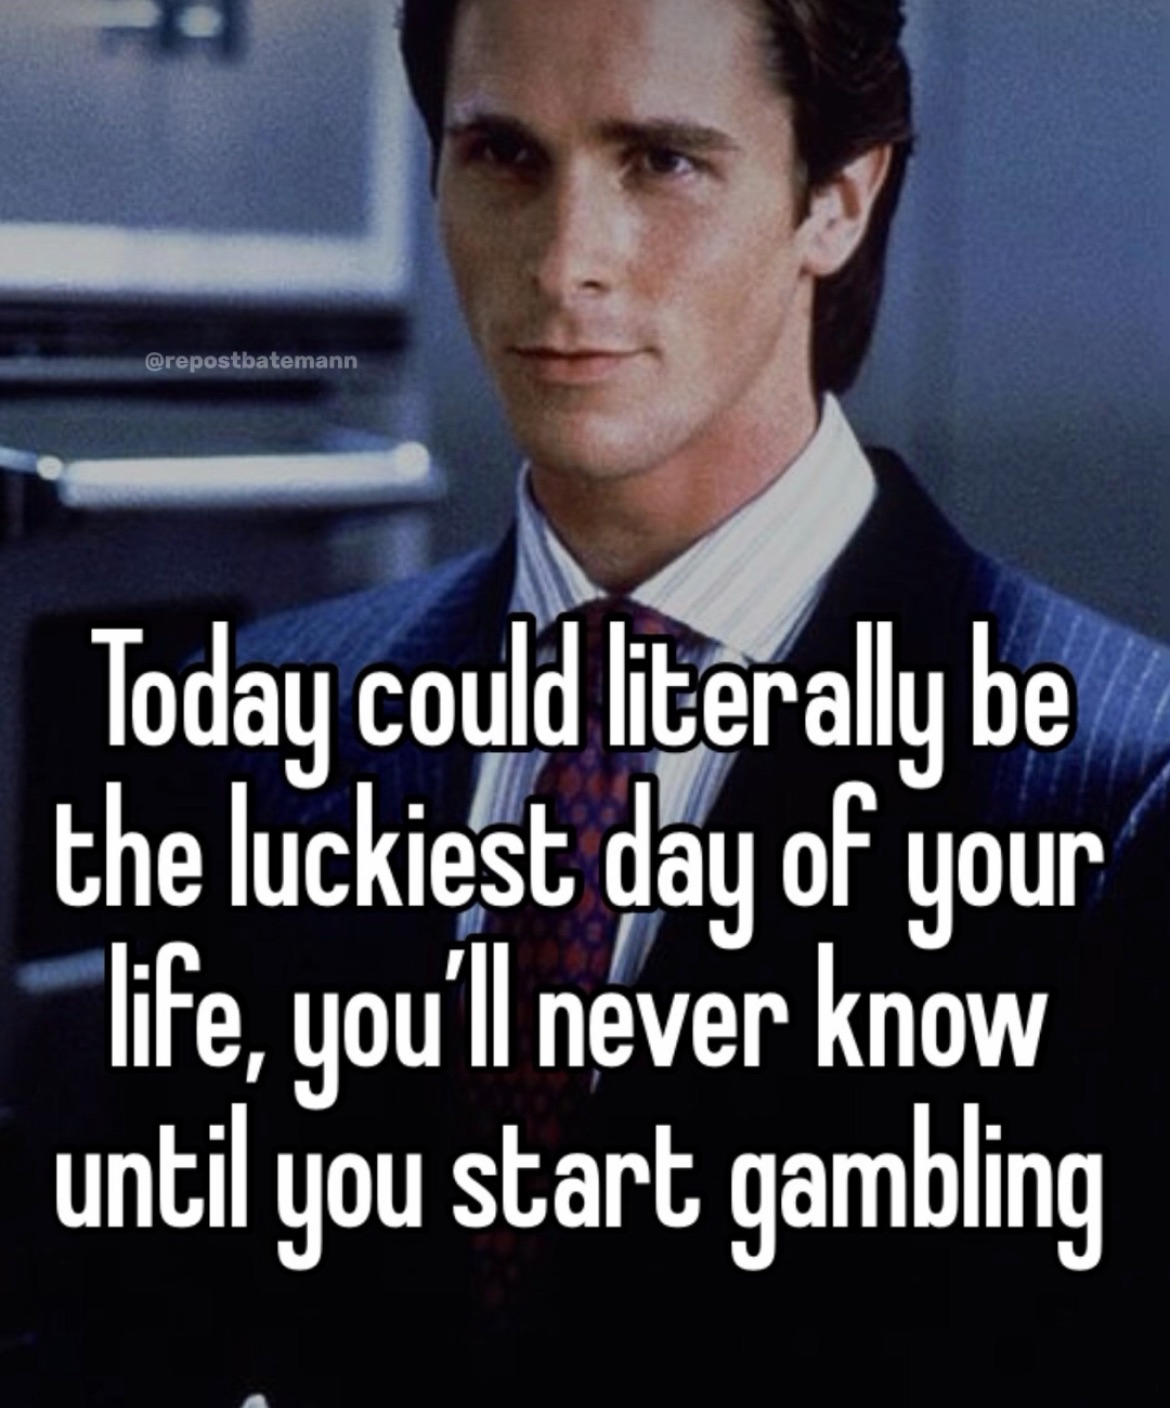 @repostbatemann
Today could literally be
the luckiest day of your
life, you'll never know
until you start gambling